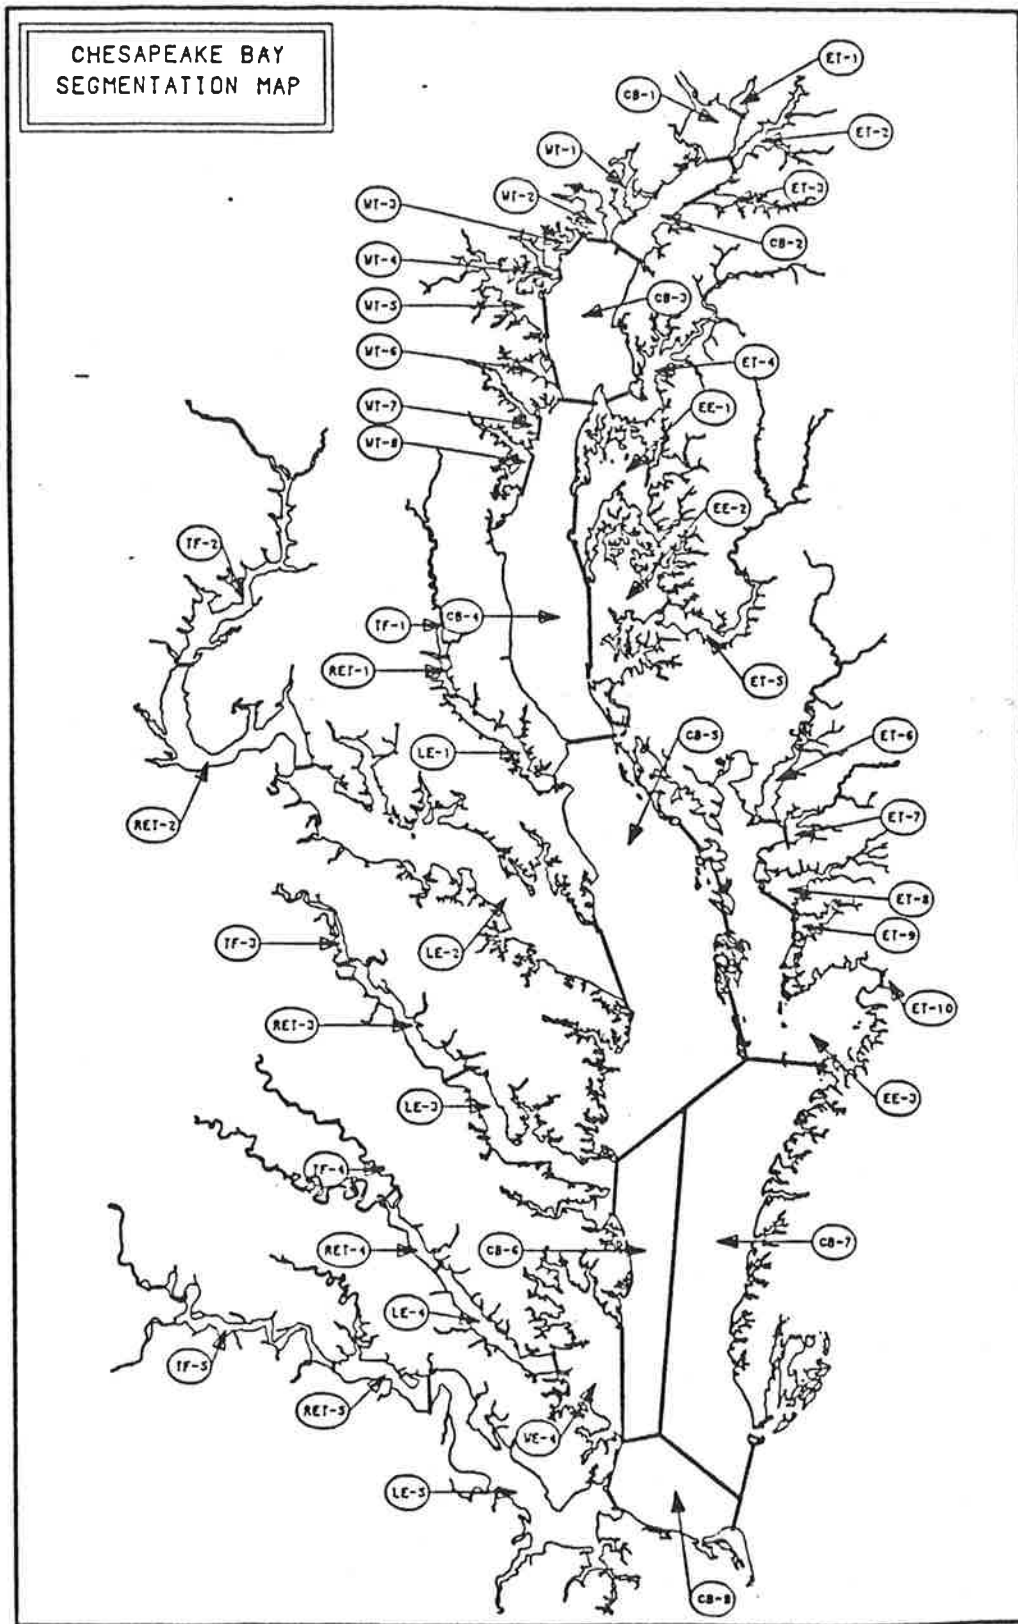 CHESAPEAKE BAY
SEGMENTATION MAP
ET-1
CB-1
ET-2
WT-1
WT-2
ET-3
WT-3
CB-2
WT-4
CB-3
WT-5
WT-6
ET-4
WT-7
EE-1
WT-8
EE-2
TF-2
TF-1
CB-4
RET-1
ET-5
CB-5
ET-6
LE-1
RET-2
ET-7
ET-8
TF-3
LE-2
ET-9
ET-10
RET-3
LE-3
EE-3
TF-4
RET-4
CB-6
CB-7
LE-4
TF-5
RET-5
WE-4
LE-5
CB-8